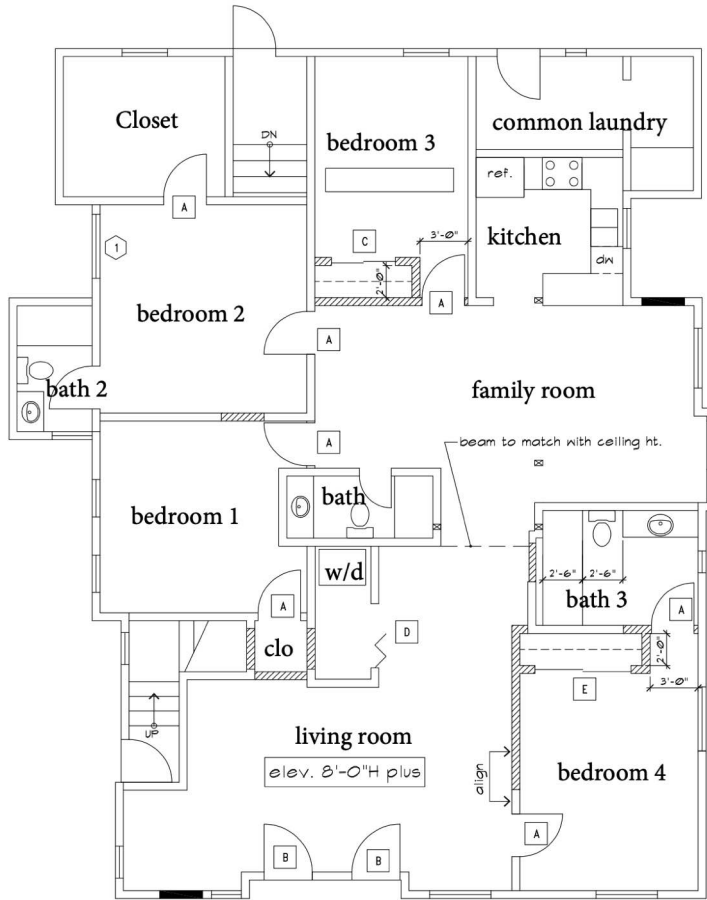 Closet
DN
bedroom 3
common laundry
ref.
A
1
C
3'-0"
kitchen
2'-0"
dw
A
bedroom 2
A
bath 2
family room
A
beam to match with ceiling ht.
bath
bedroom 1
w/d
2'-6"
2'-6"
bath 3
A
A
D
clo
2'-0"
3'-0"
E
UP
living room
elev. 8'-0"H plus
align
bedroom 4
A
B
B